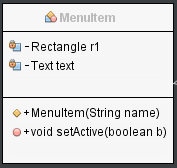 MenuItem
- Rectangle r1
- Text text
+ MenuItem(String name)
+ void setActive(boolean b)